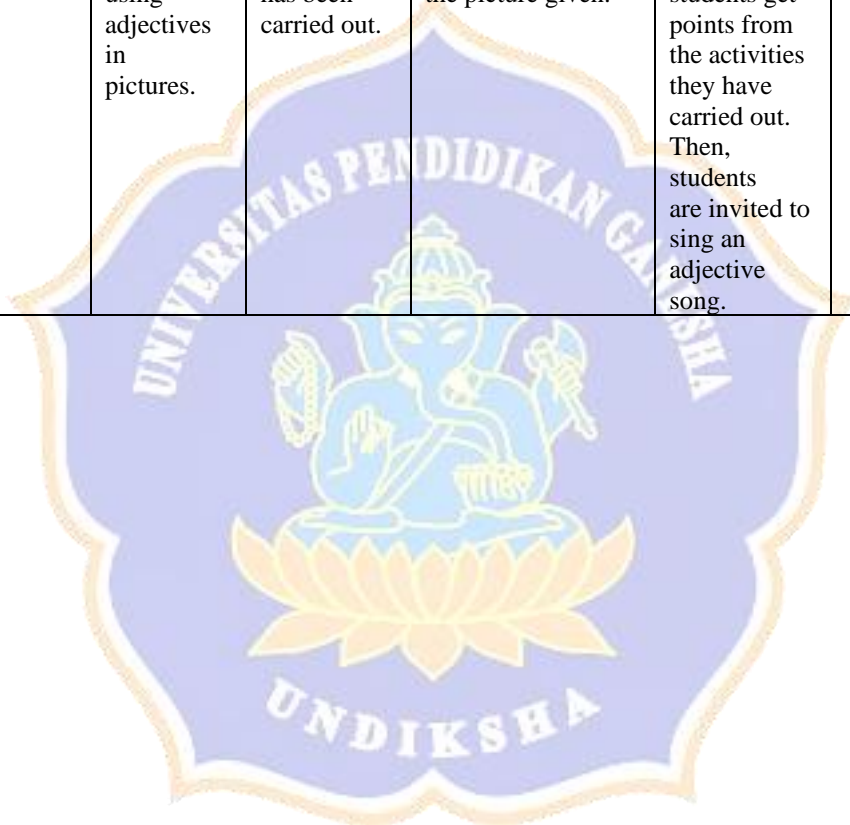 using
adjectives
in
pictures.
has been
carried out.
the picture given.
students get
points from
the activities
they have
carried out.
Then,
students
are invited to
sing an
adjective
song.
UNIVERSITAS PENDIDIKAN GANESHA
UNDIKSHA